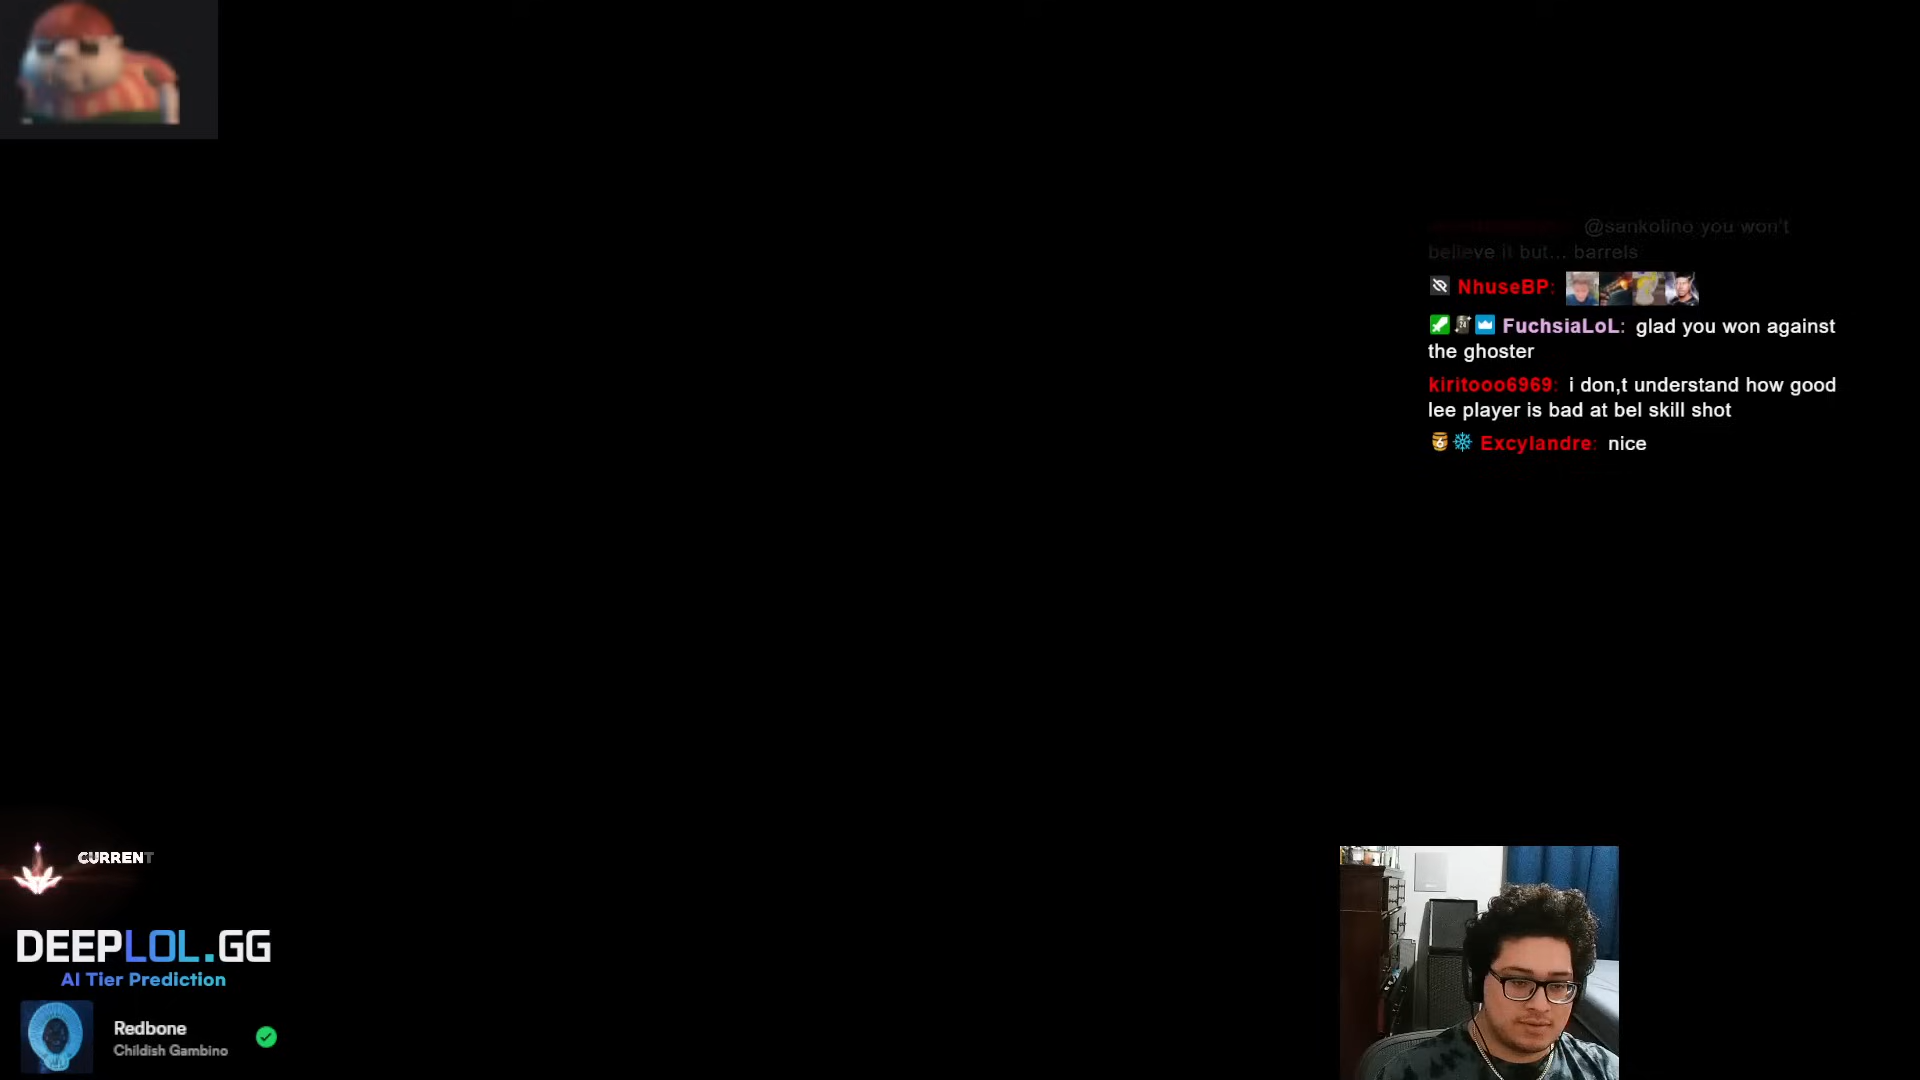 @sankolino you won't
believe it but... barrels
NhuseBP:
FuchsiaLoL: glad you won against
the ghoster
kiritooo6969: i don,t understand how good
lee player is bad at bel skill shot
Excylandre: nice
CURRENT
DEEPLOL.GG
AI Tier Prediction
Redbone
Childish Gambino